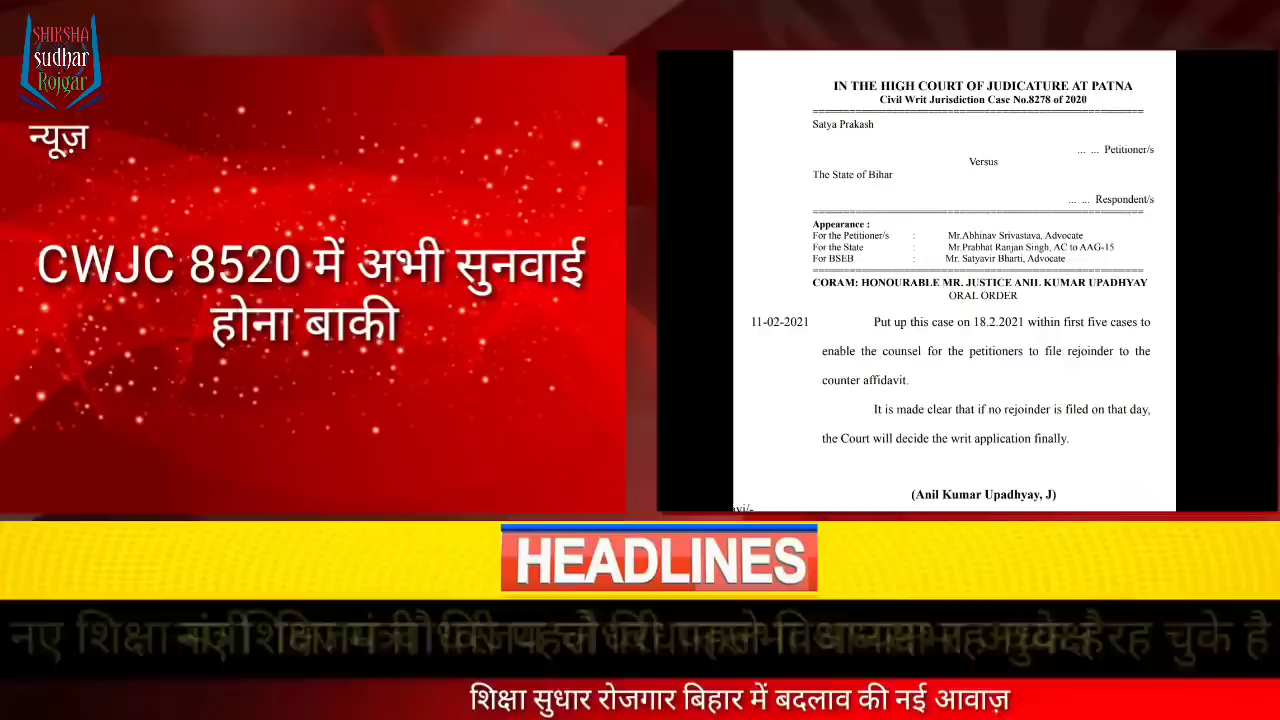 SHIKSHA
sudhar
Rojgar
न्यूज़
CWJC 8520 में अभी सुनवाई
होना बाकी
IN THE HIGH COURT OF JUDICATURE AT PATNA
Civil Writ Jurisdiction Case No.8278 of 2020
Satya Prakash
... ... Petitioner/s
Versus
The State of Bihar
... ... Respondent/s
Appearance :
For the Petitioner/s : Mr.Abhinav Srivastava, Advocate
For the State : Mr.Prabhat Ranjan Singh, AC to AAG-15
For BSEB : Mr. Satyavir Bharti, Advocate
CORAM: HONOURABLE MR. JUSTICE ANIL KUMAR UPADHYAY
ORAL ORDER
11-02-2021 Put up this case on 18.2.2021 within first five cases to
enable the counsel for the petitioners to file rejoinder to the
counter affidavit.
It is made clear that if no rejoinder is filed on that day,
the Court will decide the writ application finally.
(Anil Kumar Upadhyay, J)
HEADLINES
नए शिक्षा रह चुके है
शिक्षा सुधार रोजगार बिहार में बदलाव की नई आवाज़